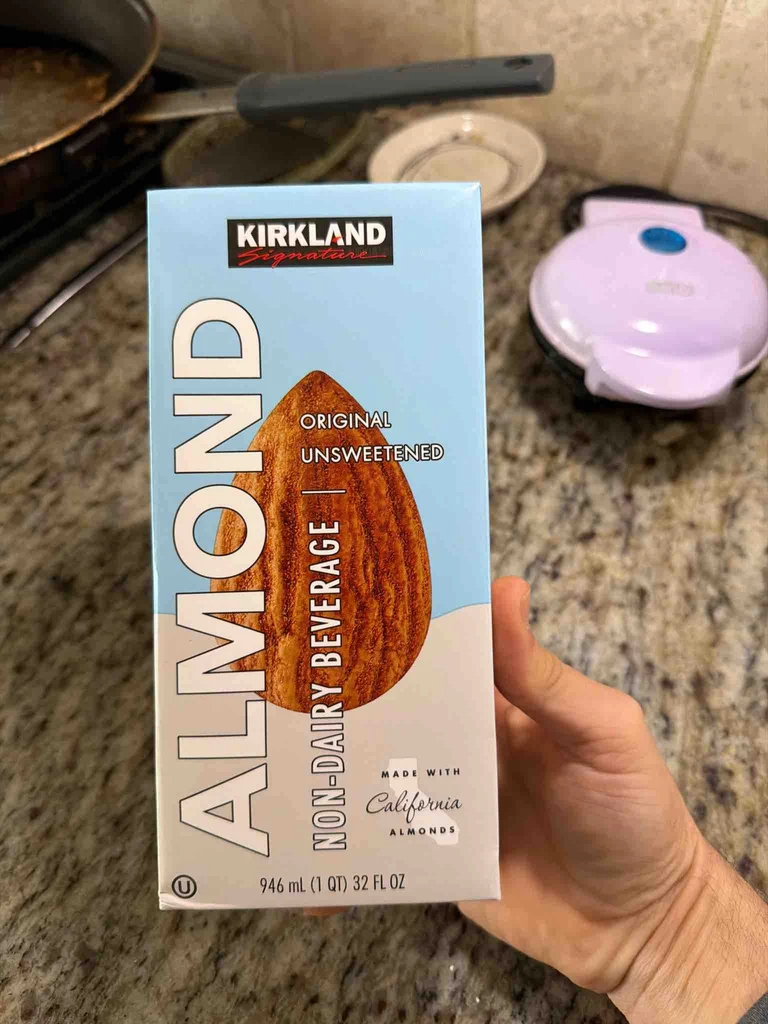 KIRKLAND
Signature
ALMOND
ORIGINAL
UNSWEETENED
NON-DAIRY BEVERAGE
MADE WITH
California
ALMONDS
U
946 mL (1 QT) 32 FL OZ